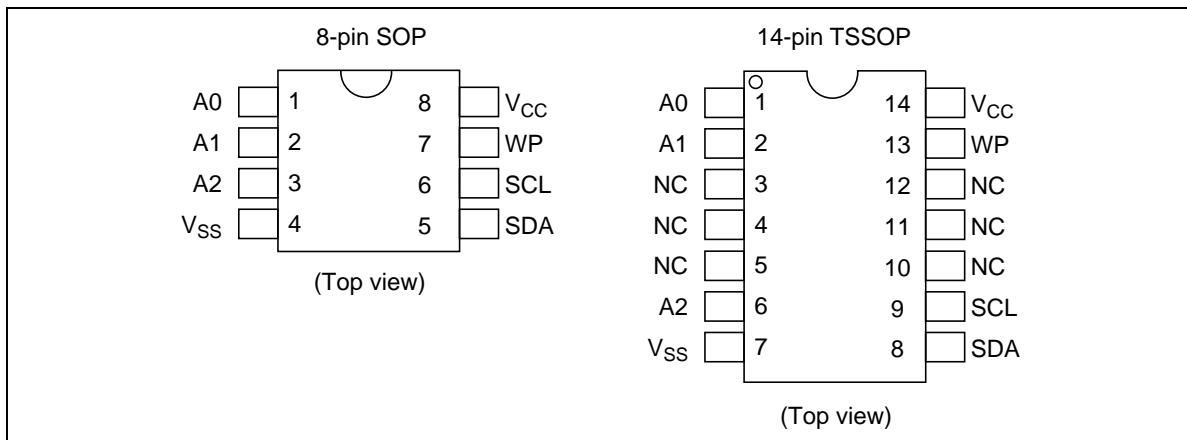 8-pin SOP
A0 1 8 VCC
A1 2 7 WP
A2 3 6 SCL
VSS 4 5 SDA
(Top view)
14-pin TSSOP
A0 1 14 VCC
A1 2 13 WP
NC 3 12 NC
NC 4 11 NC
NC 5 10 NC
A2 6 9 SCL
VSS 7 8 SDA
(Top view)